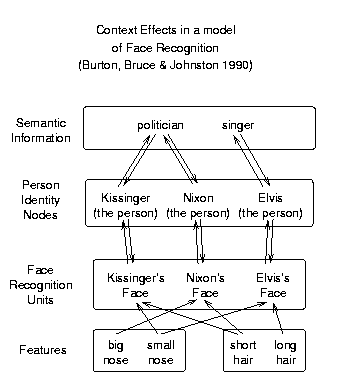 Context Effects in a model
of Face Recognition
(Burton, Bruce & Johnston 1990)
Semantic
Information
politician singer
Person
Identity
Nodes
Kissinger Nixon Elvis
(the person) (the person) (the person)
Face
Recognition
Units
Kissinger's Nixon's Elvis's
Face Face Face
Features
big small short long
nose nose hair hair